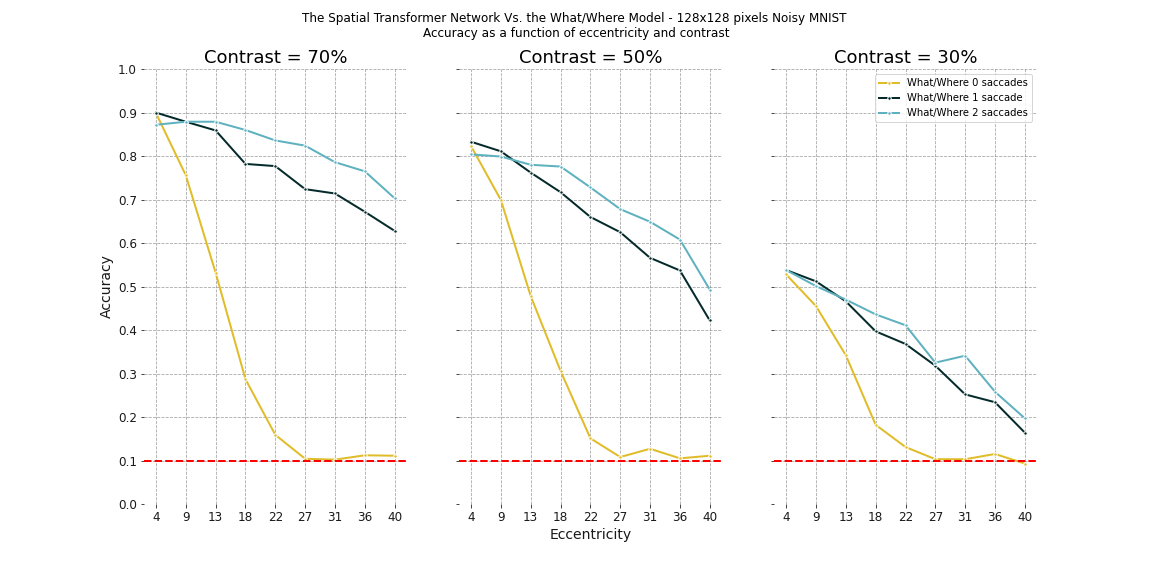 The Spatial Transformer Network Vs. the What/Where Model - 128x128 pixels Noisy MNIST
Accuracy as a function of eccentricity and contrast
Contrast = 70%
Contrast = 50%
Contrast = 30%
What/Where 0 saccades
What/Where 1 saccade
What/Where 2 saccades
Accuracy
1.0
0.9
0.8
0.7
0.6
0.5
0.4
0.3
0.2
0.1
0.0
4 9 13 18 22 27 31 36 40
4 9 13 18 22 27 31 36 40
4 9 13 18 22 27 31 36 40
Eccentricity